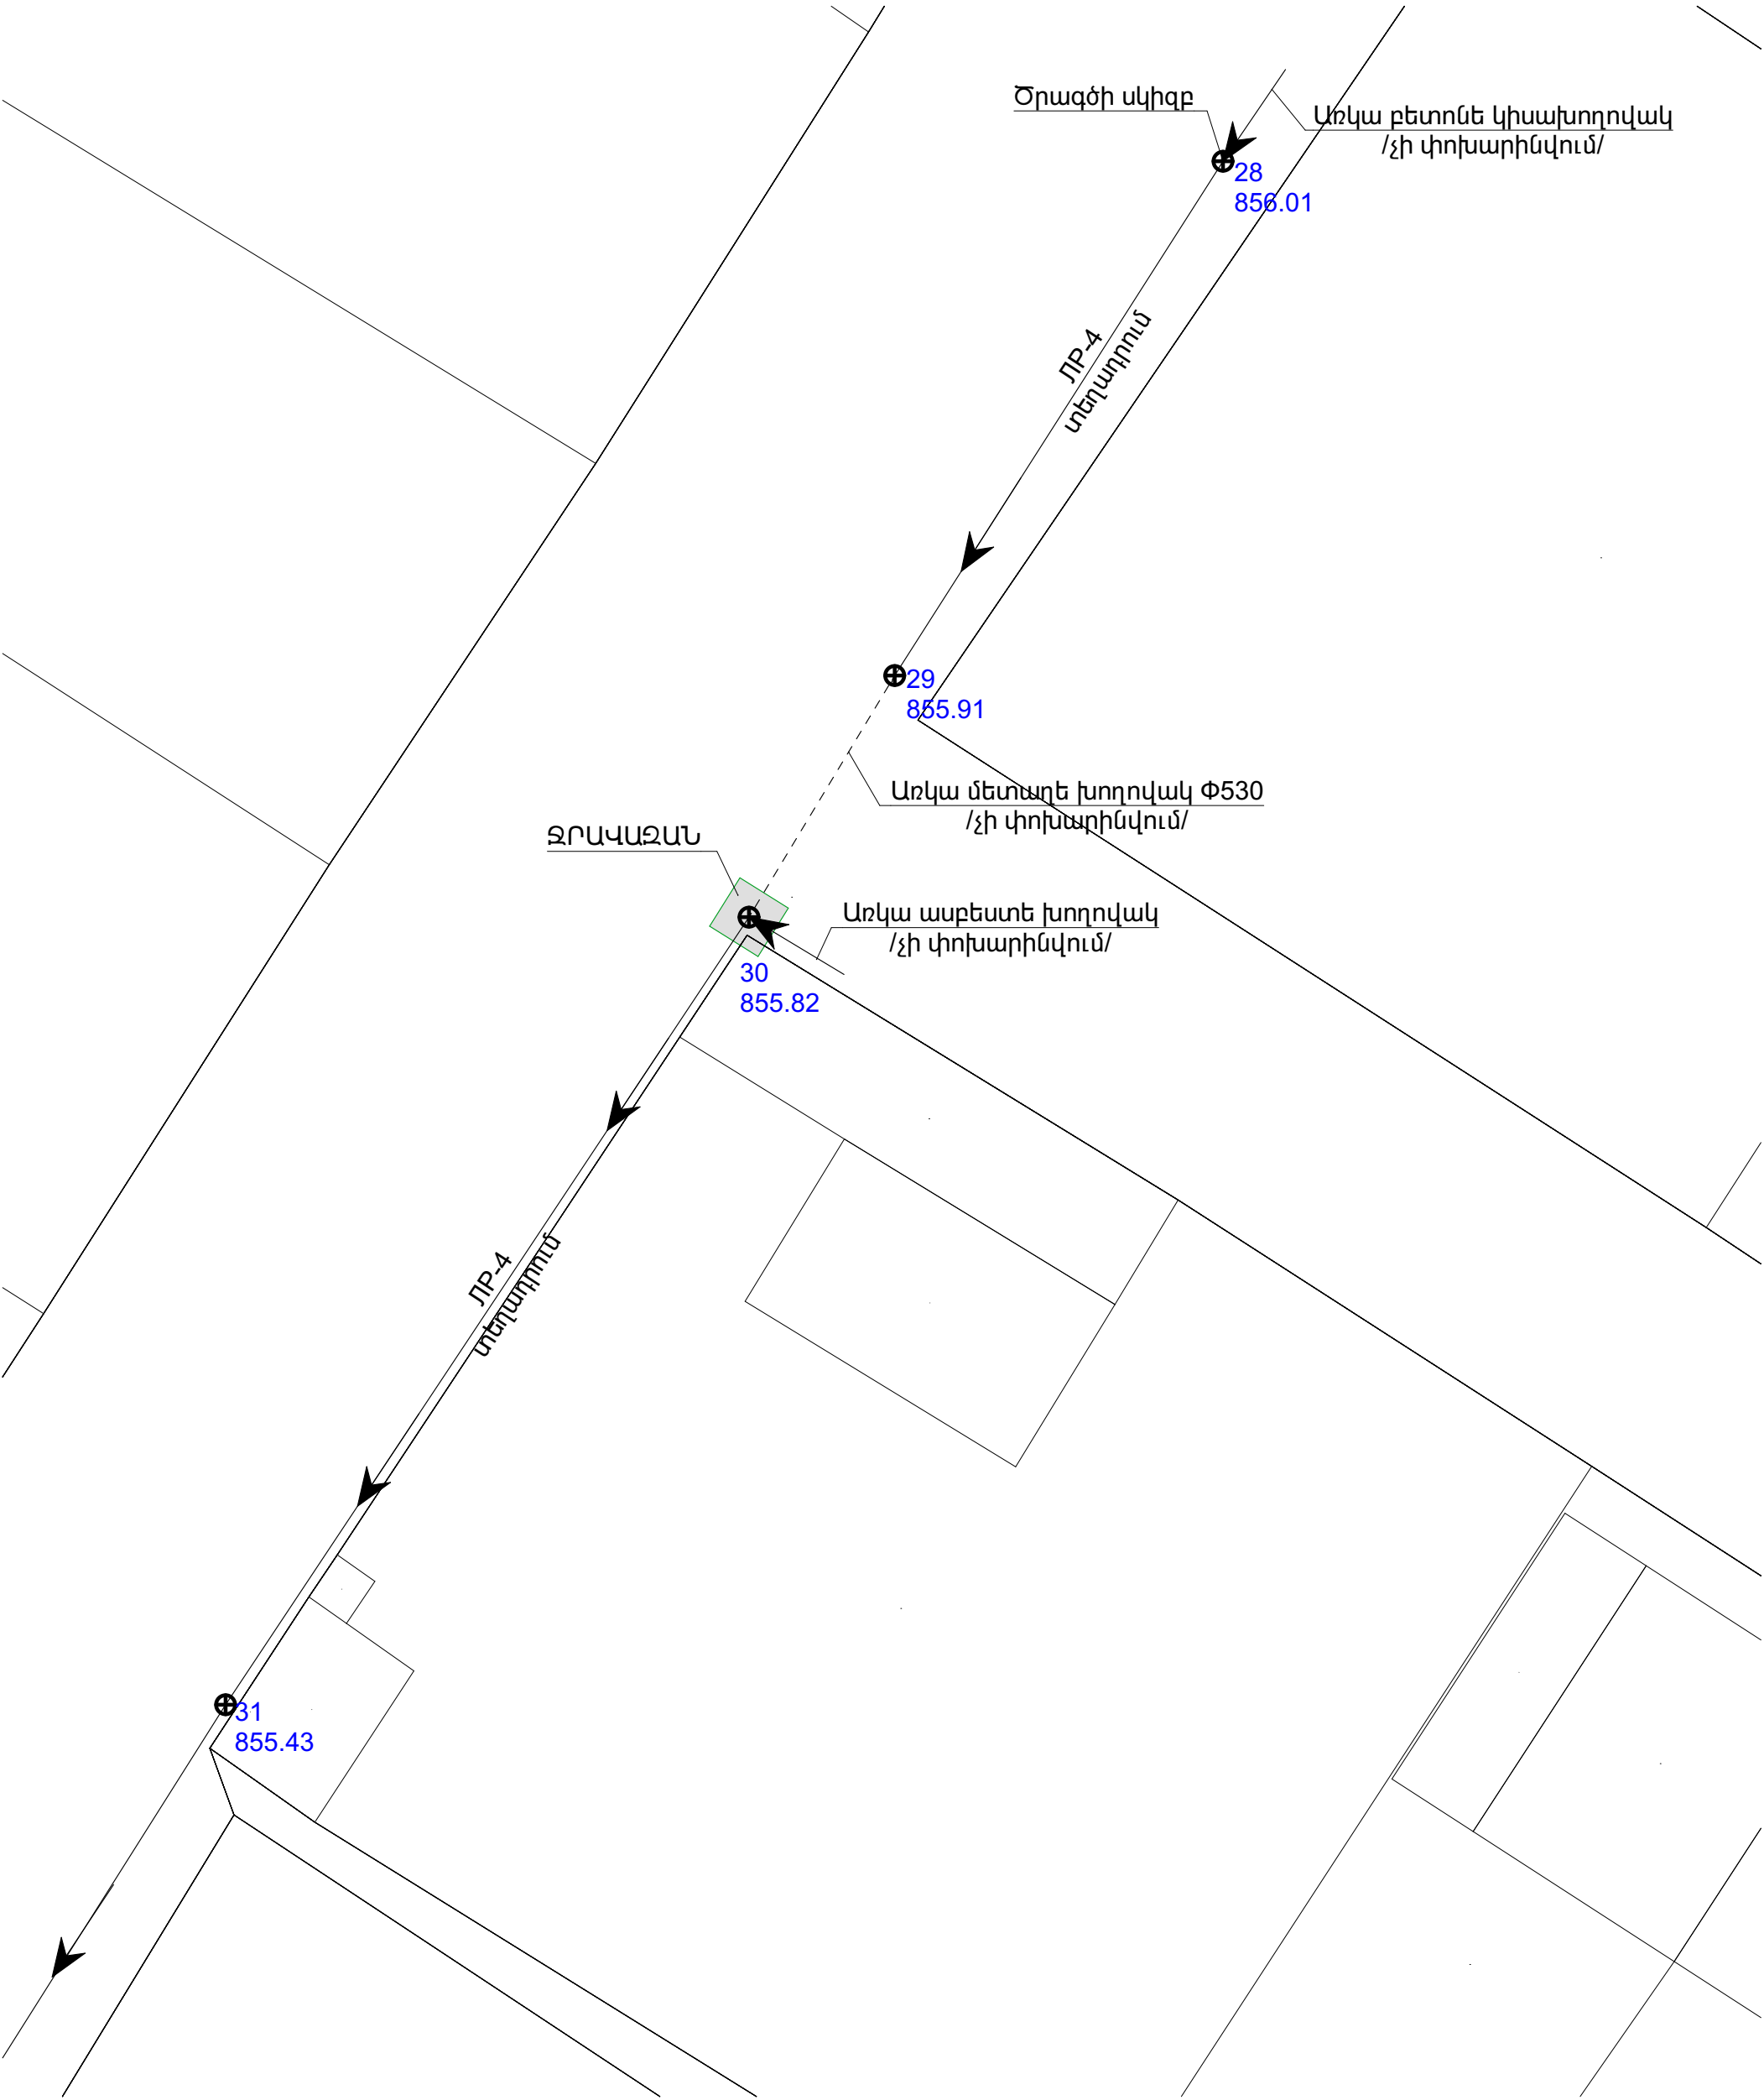 Ծրագծի սկիզբ
Առկա բետոնե կիսախողովակ
/չի փոխարինվում/
28
856.01
ЛР-4
տեղադրում
29
855.91
Առկա մետաղե խողովակ Փ530
/չի փոխարինվում/
ՋՐԱՎԱԶԱՆ
Առկա ասբեստե խողովակ
/չի փոխարինվում/
30
855.82
ЛР-4
տեղադրում
31
855.43